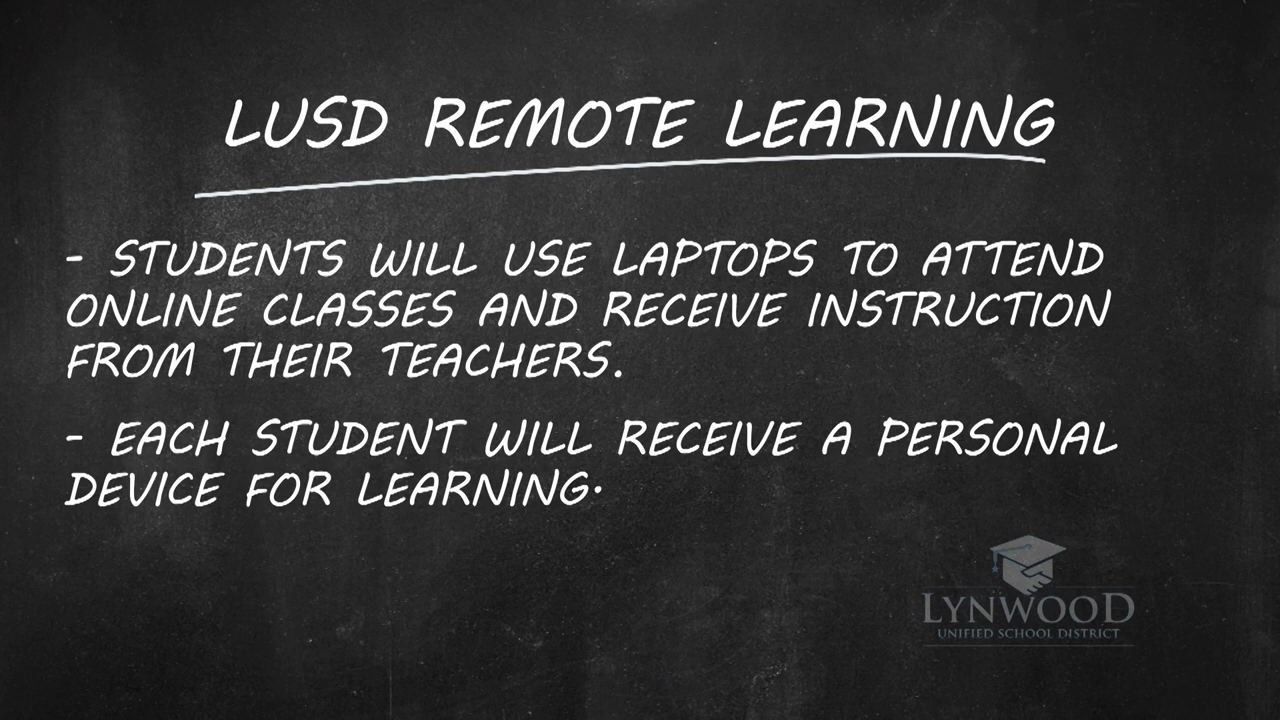 LUSD REMOTE LEARNING
- STUDENTS WILL USE LAPTOPS TO ATTEND
ONLINE CLASSES AND RECEIVE INSTRUCTION
FROM THEIR TEACHERS.
- EACH STUDENT WILL RECEIVE A PERSONAL
DEVICE FOR LEARNING.
LYNWOOD
UNIFIED SCHOOL DISTRICT